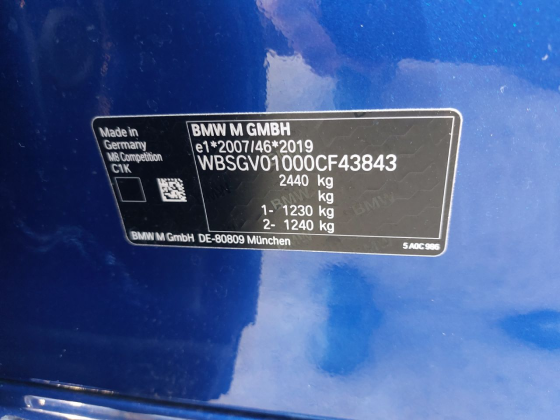 Made in
Germany
M8 Competition
C1K
BMW M GMBH
e1*2007/46*2019
WBSGV01000CF43843
2440 kg
kg
1- 1230 kg
2- 1240 kg
BMW M GmbH DE-80809 München
5 A0C 986